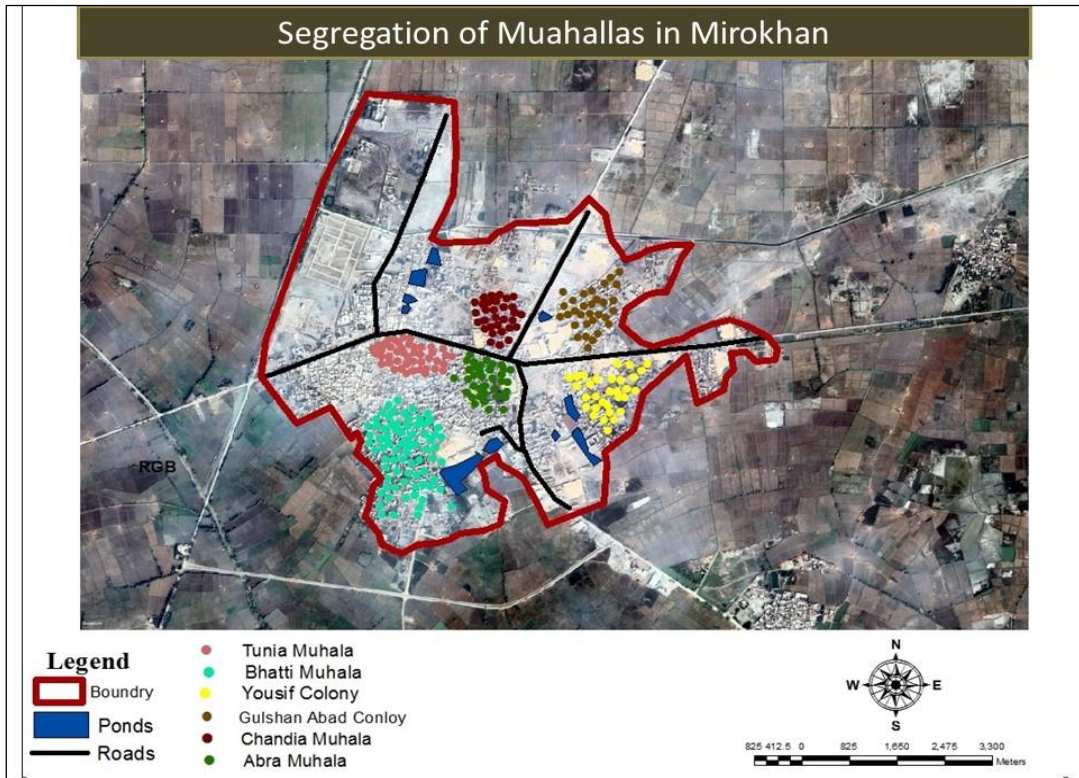 Segregation of Muahallas in Mirokhan
RGB
Legend
Boundry
Ponds
Roads
Tunia Muhala
Bhatti Muhala
Yousif Colony
Gulshan Abad Conloy
Chandia Muhala
Abra Muhala
N
W E
S
825 412.5 0 825 1,650 2,475 3,300
Meters